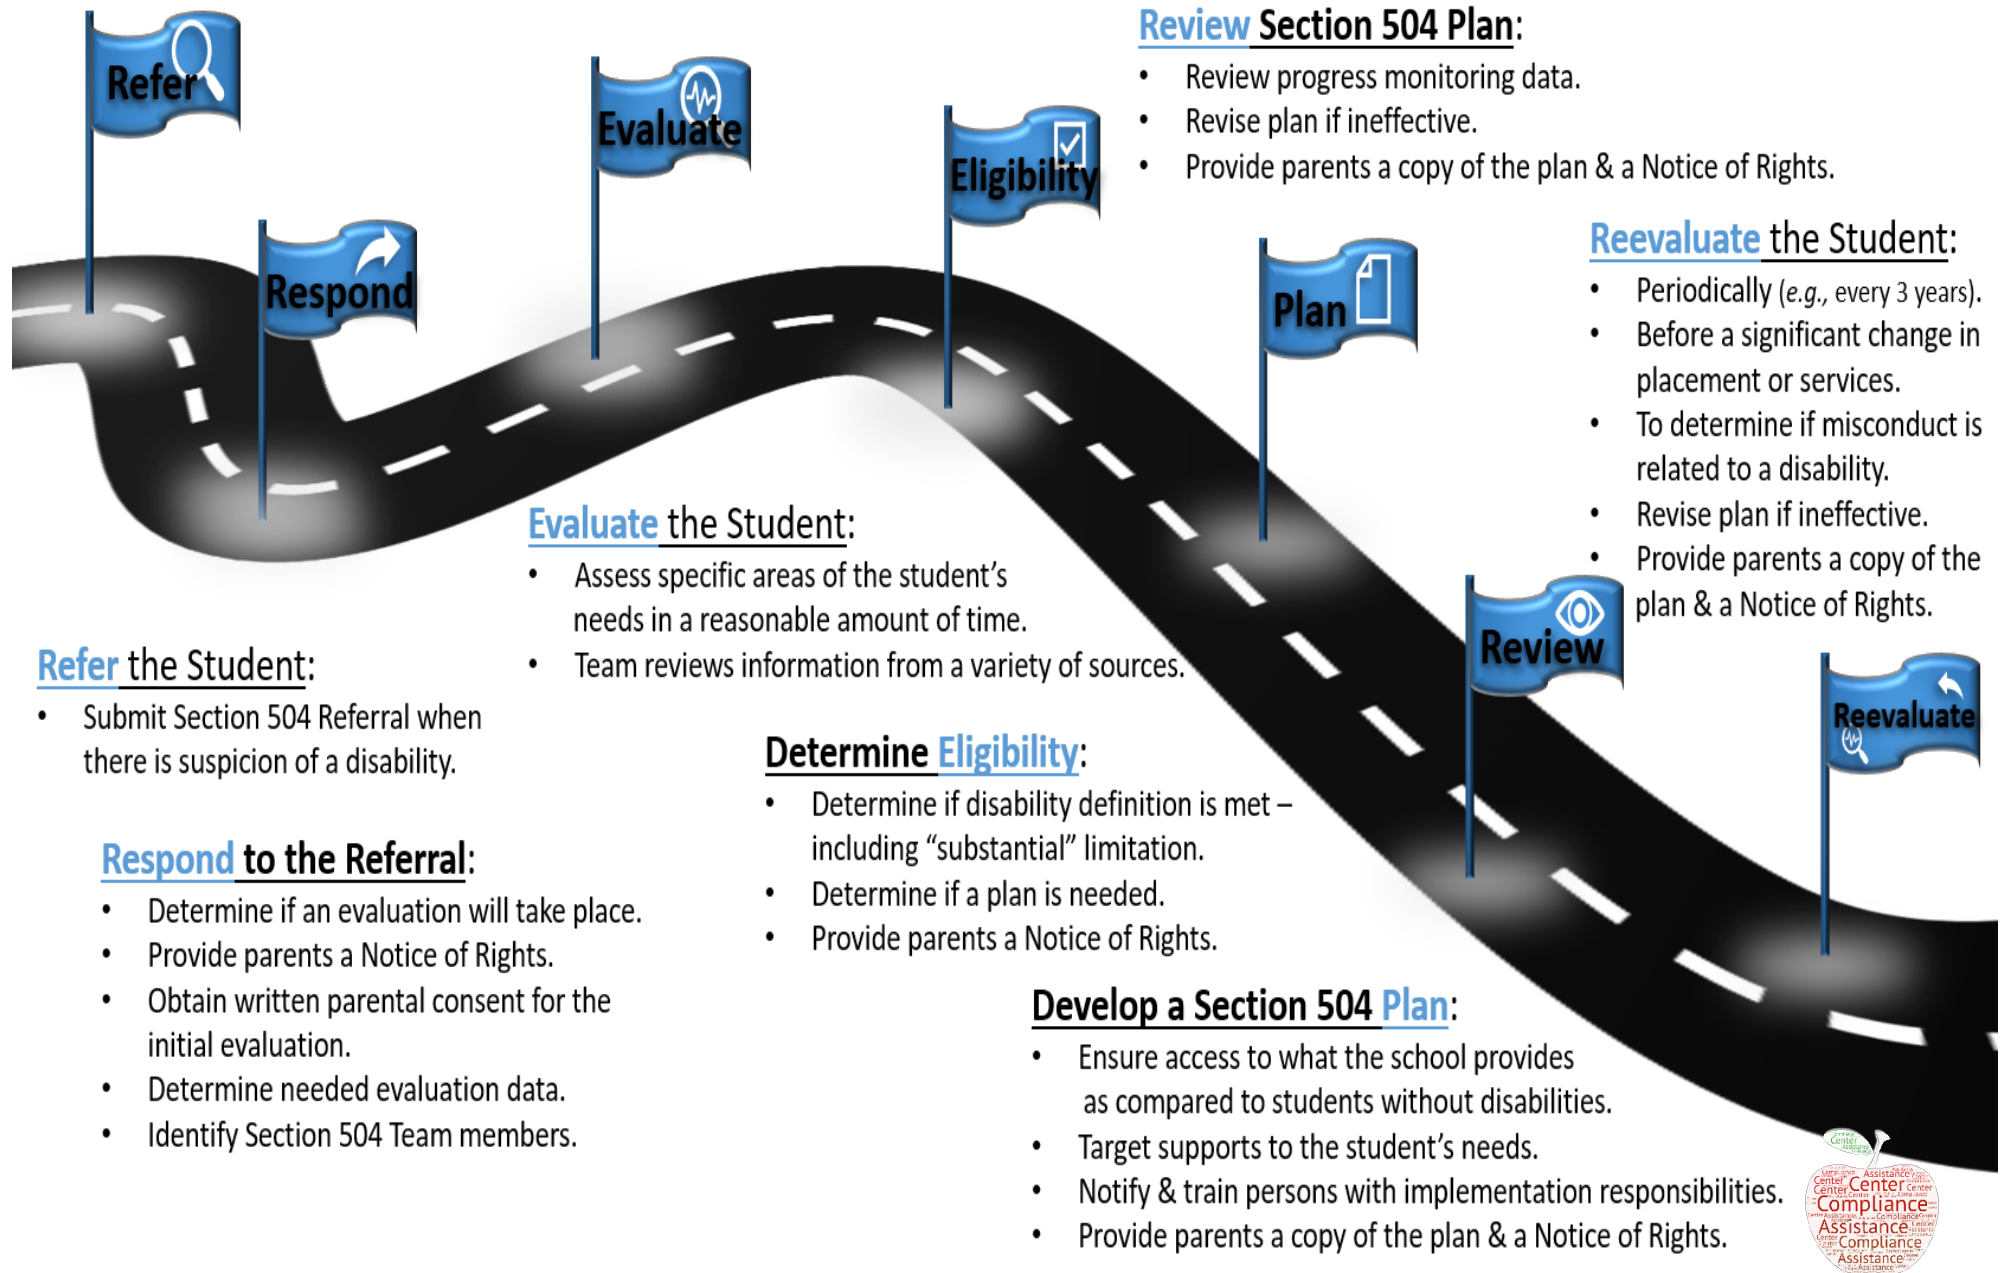 Refer
Respond
Evaluate
Eligibility
Plan
Review
Reevaluate
Refer the Student:
• Submit Section 504 Referral when
there is suspicion of a disability.
Respond to the Referral:
• Determine if an evaluation will take place.
• Provide parents a Notice of Rights.
• Obtain written parental consent for the
initial evaluation.
• Determine needed evaluation data.
• Identify Section 504 Team members.
Evaluate the Student:
• Assess specific areas of the student’s
needs in a reasonable amount of time.
• Team reviews information from a variety of sources.
Determine Eligibility:
• Determine if disability definition is met –
including “substantial” limitation.
• Determine if a plan is needed.
• Provide parents a Notice of Rights.
Develop a Section 504 Plan:
• Ensure access to what the school provides
as compared to students without disabilities.
• Target supports to the student’s needs.
• Notify & train persons with implementation responsibilities.
• Provide parents a copy of the plan & a Notice of Rights.
Review Section 504 Plan:
• Review progress monitoring data.
• Revise plan if ineffective.
• Provide parents a copy of the plan & a Notice of Rights.
Reevaluate the Student:
• Periodically (e.g., every 3 years).
• Before a significant change in
placement or services.
• To determine if misconduct is
related to a disability.
• Revise plan if ineffective.
• Provide parents a copy of the
plan & a Notice of Rights.
Center
Assistance
Center Center Center
Center Center
Compliance
Assistance
Compliance
Assistance